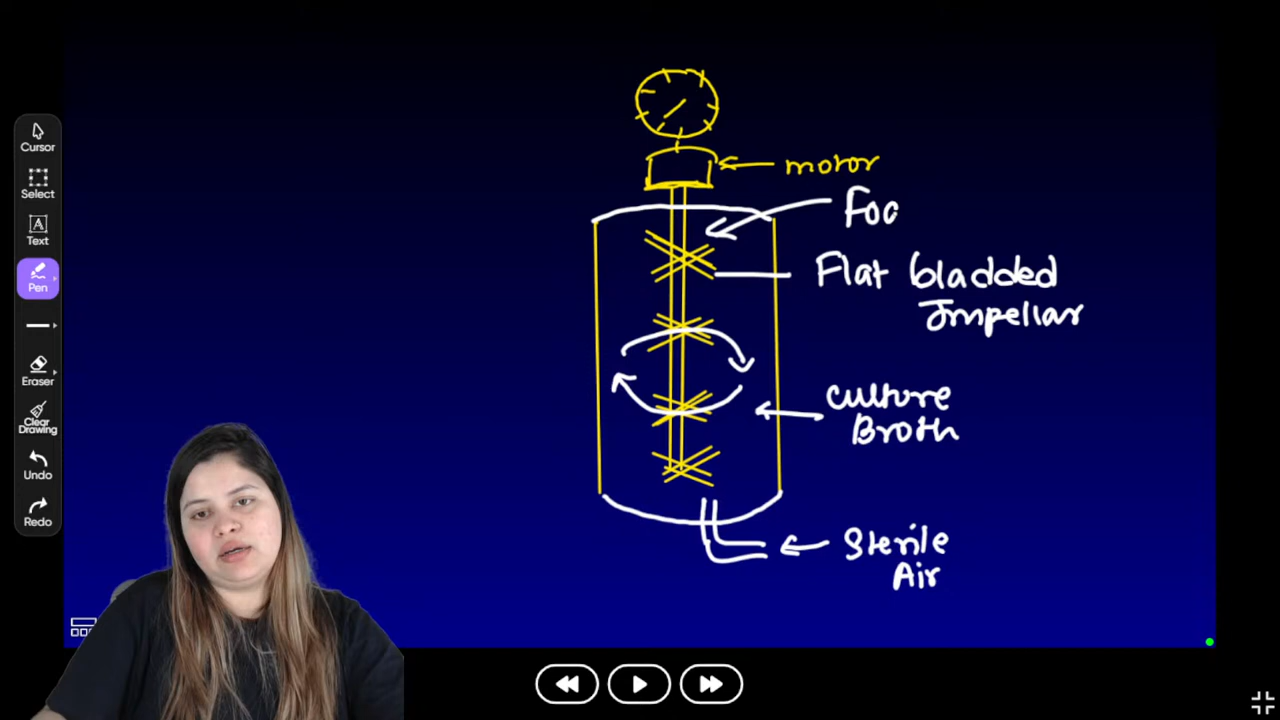 Cursor
Select
Text
Pen
Eraser
Clear
Drawing
Undo
Redo
motor
Foc
Flat bladded
Impellar
Culture
Broth
Sterile
Air